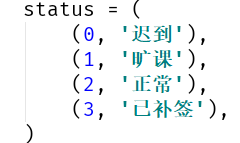 status = (
    (0, '迟到'),
    (1, '旷课'),
    (2, '正常'),
    (3, '已补签'),
)